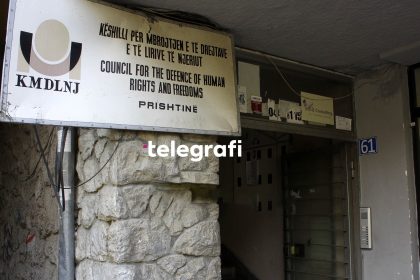 KËSHILLI PËR MBROJTJEN E TË DREJTAVE
E TË LIRIVE TË NJERIUT
COUNCIL FOR THE DEFENCE OF HUMAN
RIGHTS AND FREEDOMS
PRISHTINË
KMDLNJ
telegrafi
61